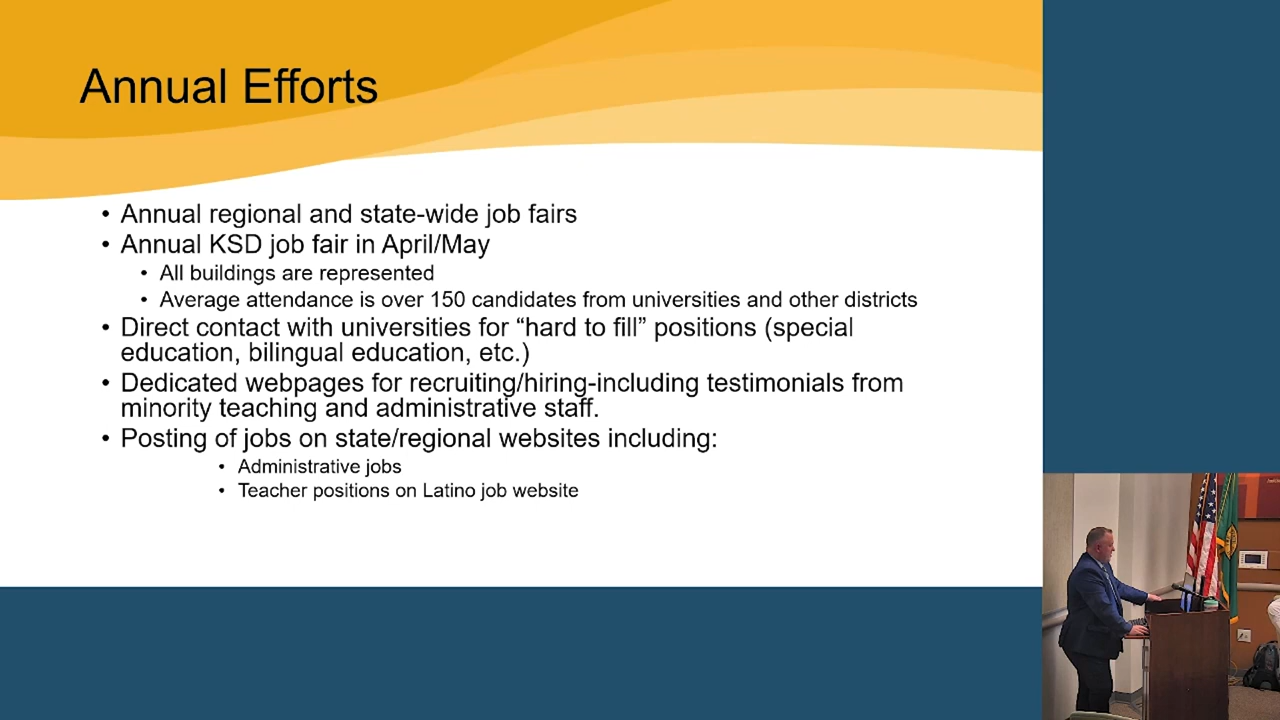 Annual Efforts
• Annual regional and state-wide job fairs
• Annual KSD job fair in April/May
• All buildings are represented
• Average attendance is over 150 candidates from universities and other districts
• Direct contact with universities for “hard to fill” positions (special
education, bilingual education, etc.)
• Dedicated webpages for recruiting/hiring-including testimonials from
minority teaching and administrative staff.
• Posting of jobs on state/regional websites including:
• Administrative jobs
• Teacher positions on Latino job website